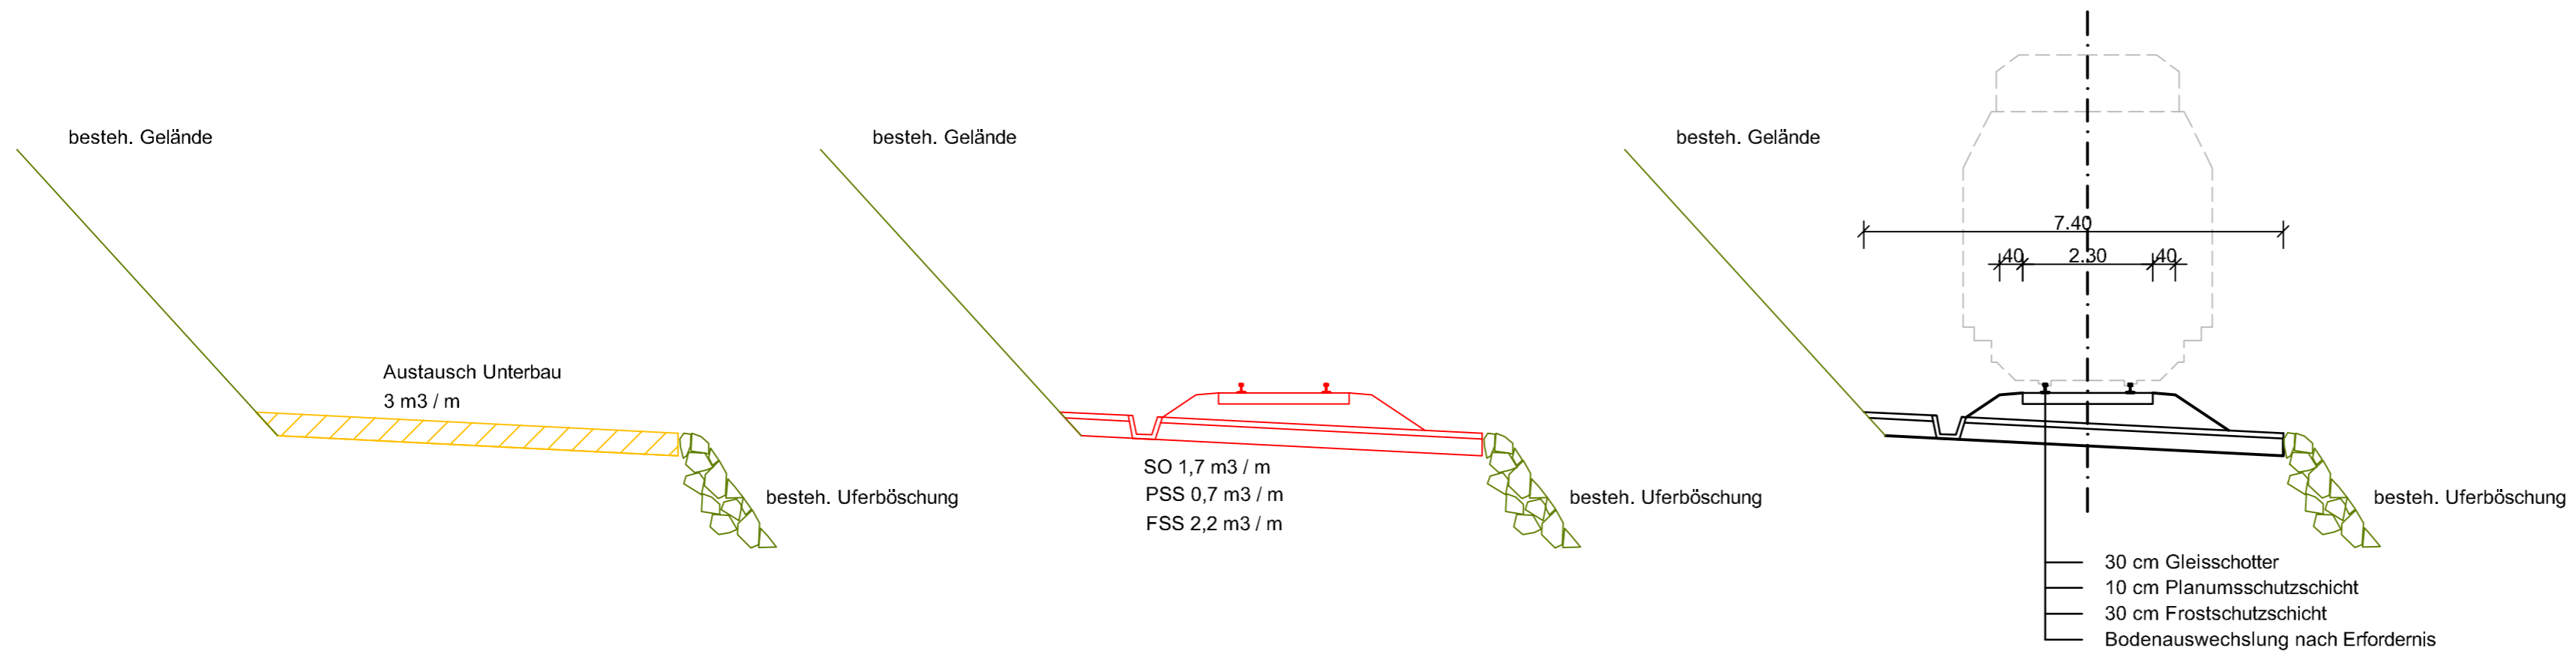 besteh. Gelände
Austausch Unterbau
3 m3 / m
besteh. Uferböschung
besteh. Gelände
SO 1,7 m3 / m
PSS 0,7 m3 / m
FSS 2,2 m3 / m
besteh. Uferböschung
besteh. Gelände
7.40
40 2.30 40
besteh. Uferböschung
30 cm Gleisschotter
10 cm Planumsschutzschicht
30 cm Frostschutzschicht
Bodenauswechslung nach Erfordernis